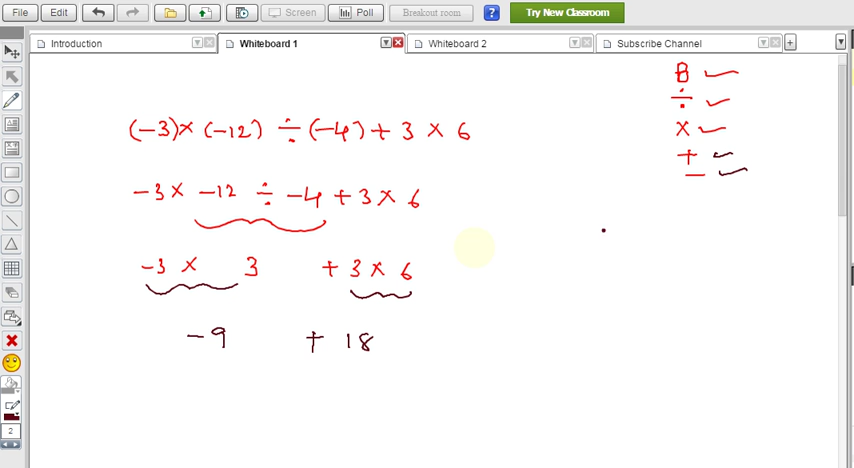 File Edit Screen Poll Breakout room ? Try New Classroom
Introduction Whiteboard 1 Whiteboard 2 Subscribe Channel +
B ✓
÷ ✓
× ✓
+ ✓
− ✓
(−3)× (−12) ÷ (−4) + 3 × 6
−3 × −12 ÷ −4 + 3 × 6
−3 × 3 + 3 × 6
−9 + 18
2